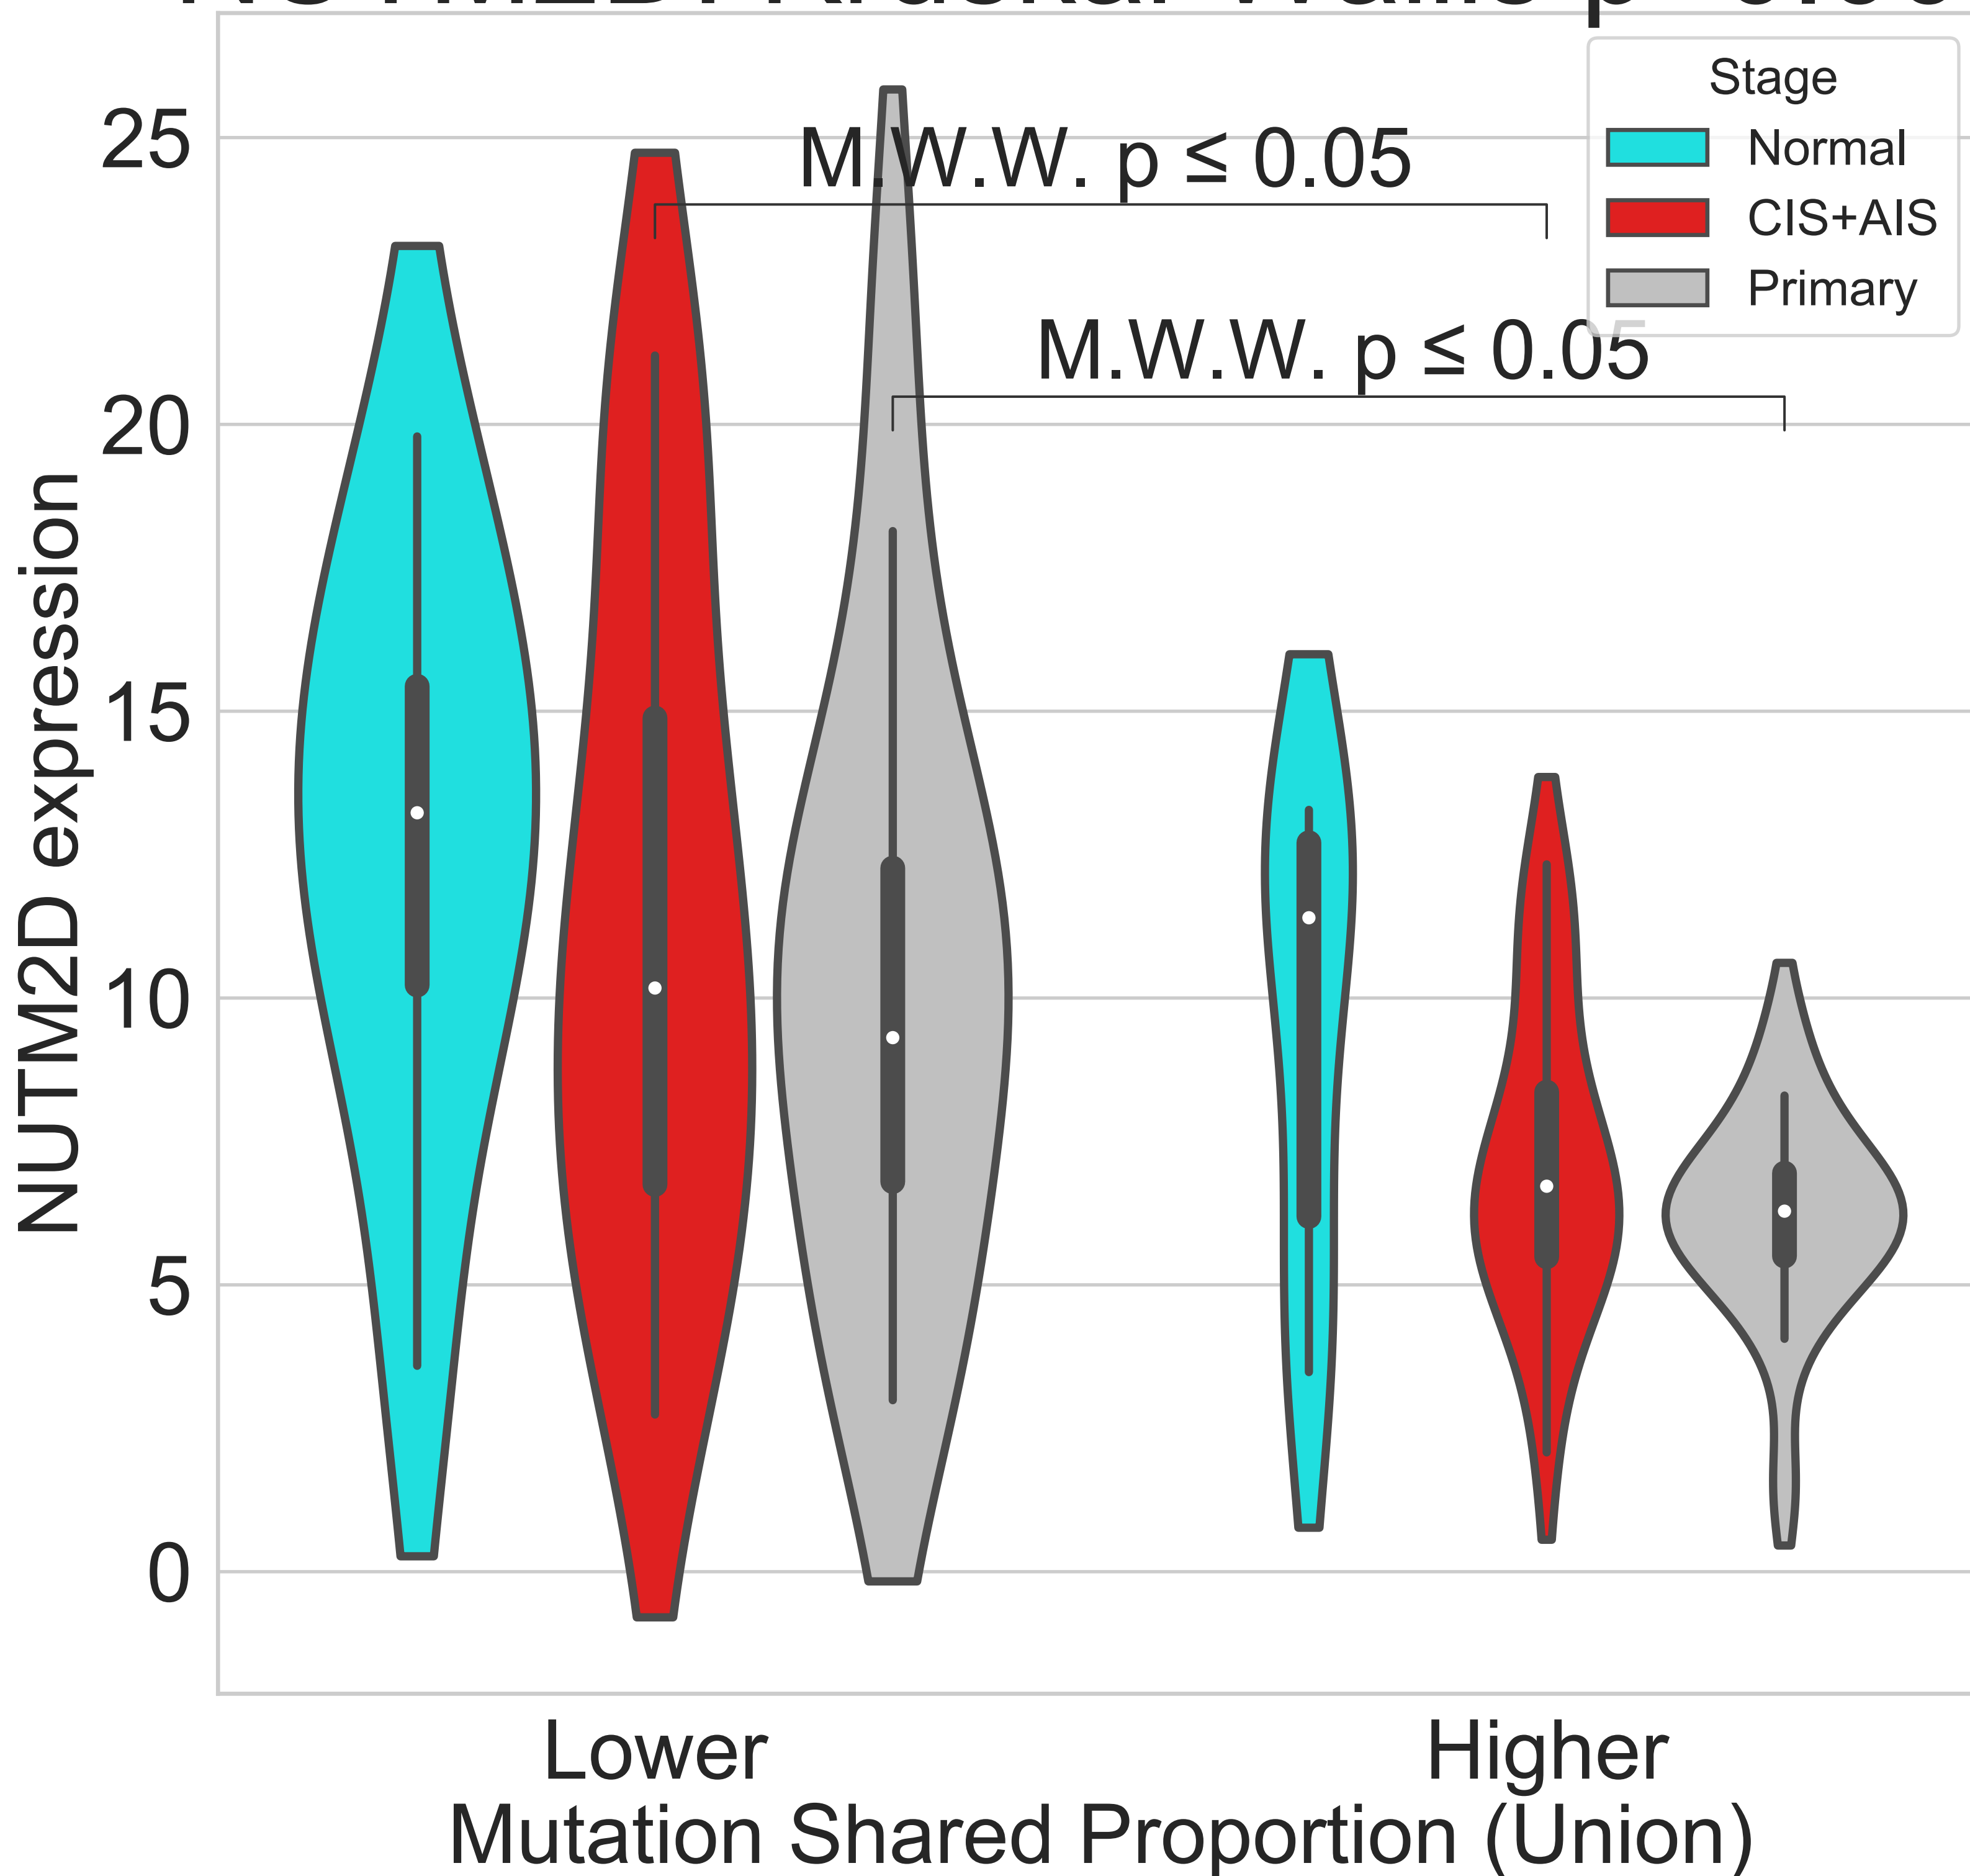 Stage
Normal
CIS+AIS
Primary
M.W.W. p ≤ 0.05
M.W.W. p ≤ 0.05
25
20
15
10
5
0
NUTM2D expression
Lower
Higher
Mutation Shared Proportion (Union)